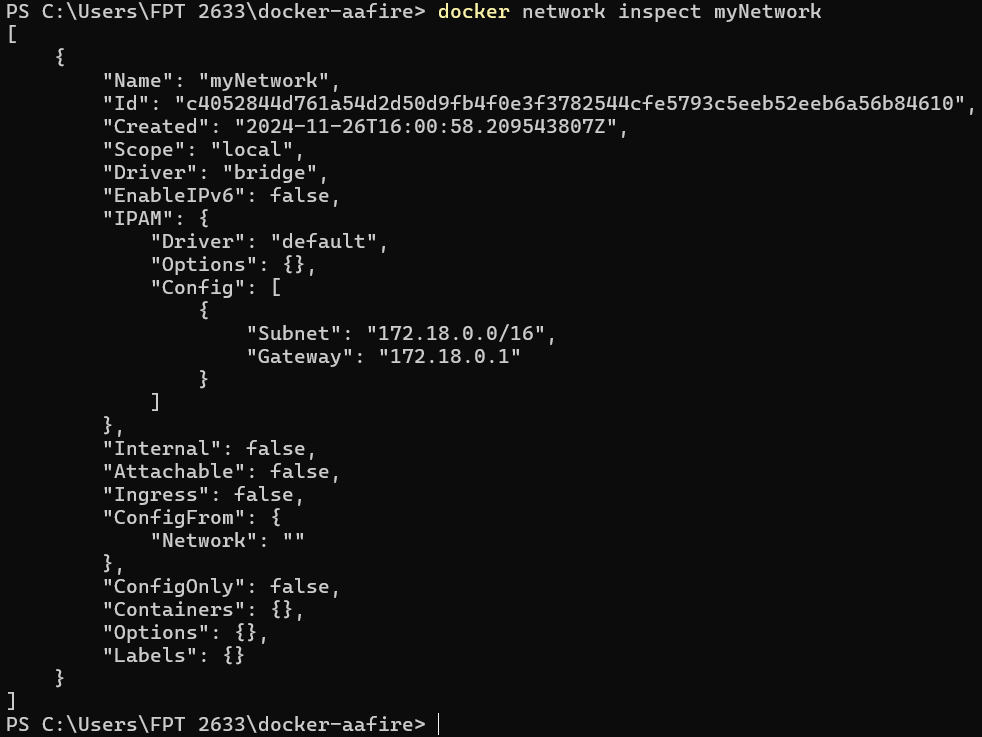 PS C:\Users\FPT 2633\docker-aafire> docker network inspect myNetwork
[
    {
        "Name": "myNetwork",
        "Id": "c4052844d761a54d2d50d9fb4f0e3f3782544cfe5793c5eeb52eeb6a56b84610",
        "Created": "2024-11-26T16:00:58.209543807Z",
        "Scope": "local",
        "Driver": "bridge",
        "EnableIPv6": false,
        "IPAM": {
            "Driver": "default",
            "Options": {},
            "Config": [
                {
                    "Subnet": "172.18.0.0/16",
                    "Gateway": "172.18.0.1"
                }
            ]
        },
        "Internal": false,
        "Attachable": false,
        "Ingress": false,
        "ConfigFrom": {
            "Network": ""
        },
        "ConfigOnly": false,
        "Containers": {},
        "Options": {},
        "Labels": {}
    }
]
PS C:\Users\FPT 2633\docker-aafire>